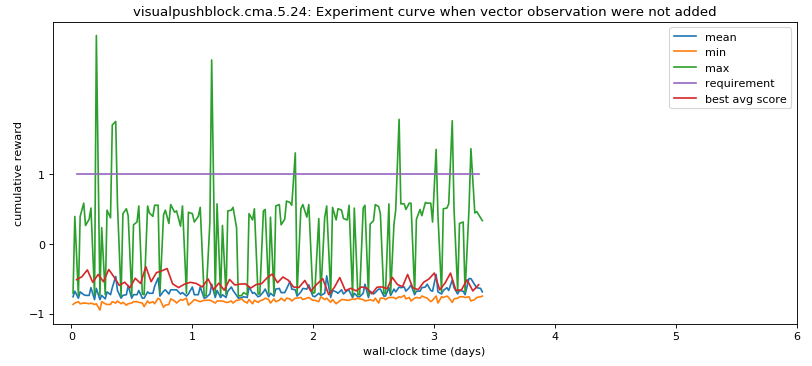 visualpushblock.cma.5.24: Experiment curve when vector observation were not added
mean
min
max
requirement
best avg score
cumulative reward
1
0
−1
0 1 2 3 4 5 6
wall-clock time (days)